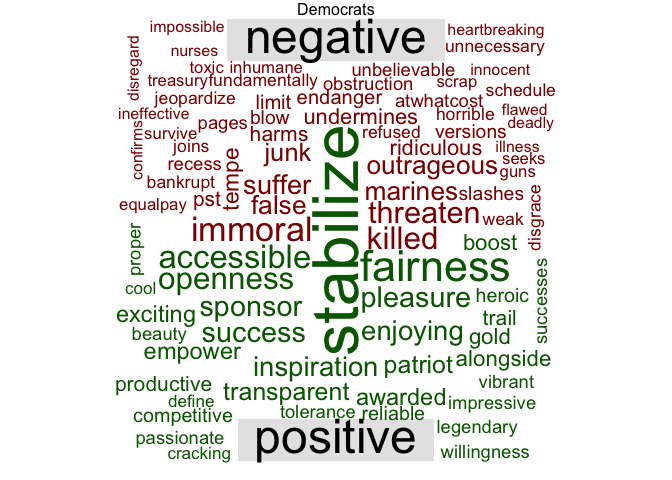 Democrats
negative
impossible
heartbreaking
unnecessary
nurses
disregard
toxic inhumane
unbelievable
innocent
treasury fundamentally
obstruction
scrap
schedule
jeopardize
limit
endanger
atwhatcost
ineffective
blow
undermines
horrible
flawed
deadly
confirms
survive
pages
harms
refused
versions
joins
junk
ridiculous
illness
recess
tempe
outrageous
seeks
guns
bankrupt
suffer
marines
slashes
equalpay
pst
false
threaten
weak
disgrace
immoral
killed
stabiliize
proper
accessible
boost
openness
fairness
cool
sponsor
pleasure
heroic
successes
exciting
trail
beauty
success
enjoying
gold
empower
inspiration
patriot
alongside
productive
transparent
awarded
vibrant
define
impressive
competitive
tolerance
reliable
positive
legendary
passionate
cracking
willingness